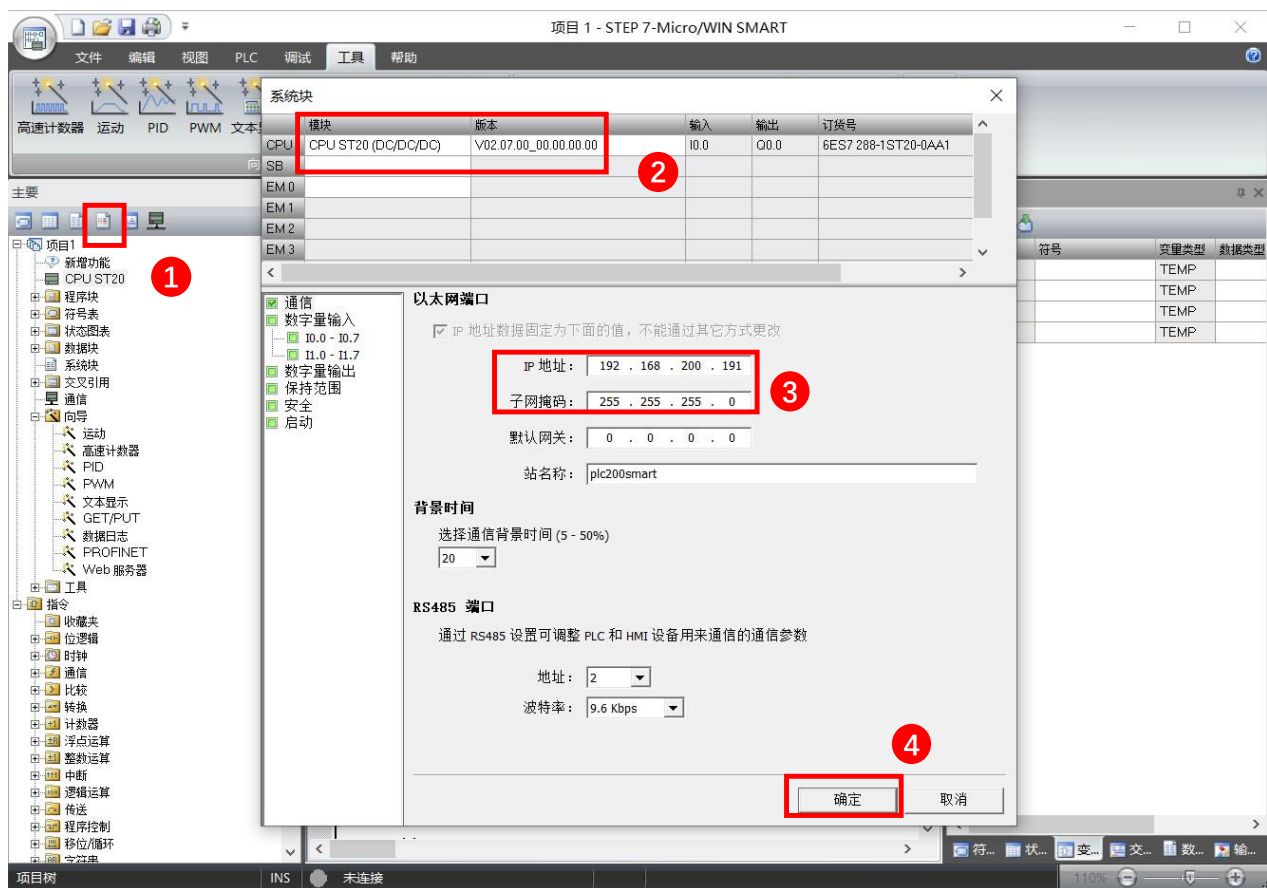 项目 1 - STEP 7-Micro/WIN SMART
文件 编辑 视图 PLC 调试 工具 帮助
高速计数器 运动 PID PWM
主要
项目1
新增功能
CPU ST20
程序块
符号表
状态图表
数据块
系统块
交叉引用
通信
向导
运动
高速计数器
PID
PWM
文本显示
GET/PUT
数据日志
PROFINET
Web 服务器
工具
指令
收藏夹
位逻辑
时钟
通信
比较
转换
计数器
浮点运算
整数运算
中断
逻辑运算
传送
程序控制
移位/循环
字符串
1
系统块
模块 版本 输入 输出 订货号
CPU CPU ST20 (DC/DC/DC) V02.07.00_00.00.00.00 I0.0 Q0.0 6ES7 288-1ST20-0AA1
SB
EM 0
EM 1
EM 2
EM 3
2
通信
数字量输入
I0.0 - I0.7
I1.0 - I1.7
数字量输出
保持范围
安全
启动
以太网端口
IP 地址数据固定为下面的值，不能通过其它方式更改
IP 地址： 192 . 168 . 200 . 191
子网掩码： 255 . 255 . 255 . 0
3
默认网关： 0 . 0 . 0 . 0
站名称： plc200smart
背景时间
选择通信背景时间 (5 - 50%)
20
RS485 端口
通过 RS485 设置可调整 PLC 和 HMI 设备用来通信的通信参数
地址： 2
波特率： 9.6 Kbps
4
确定 取消
符号 变量类型 数据类型
TEMP
TEMP
TEMP
TEMP
符... 状... 变... 交... 数... 输...
项目树 INS 未连接 110%